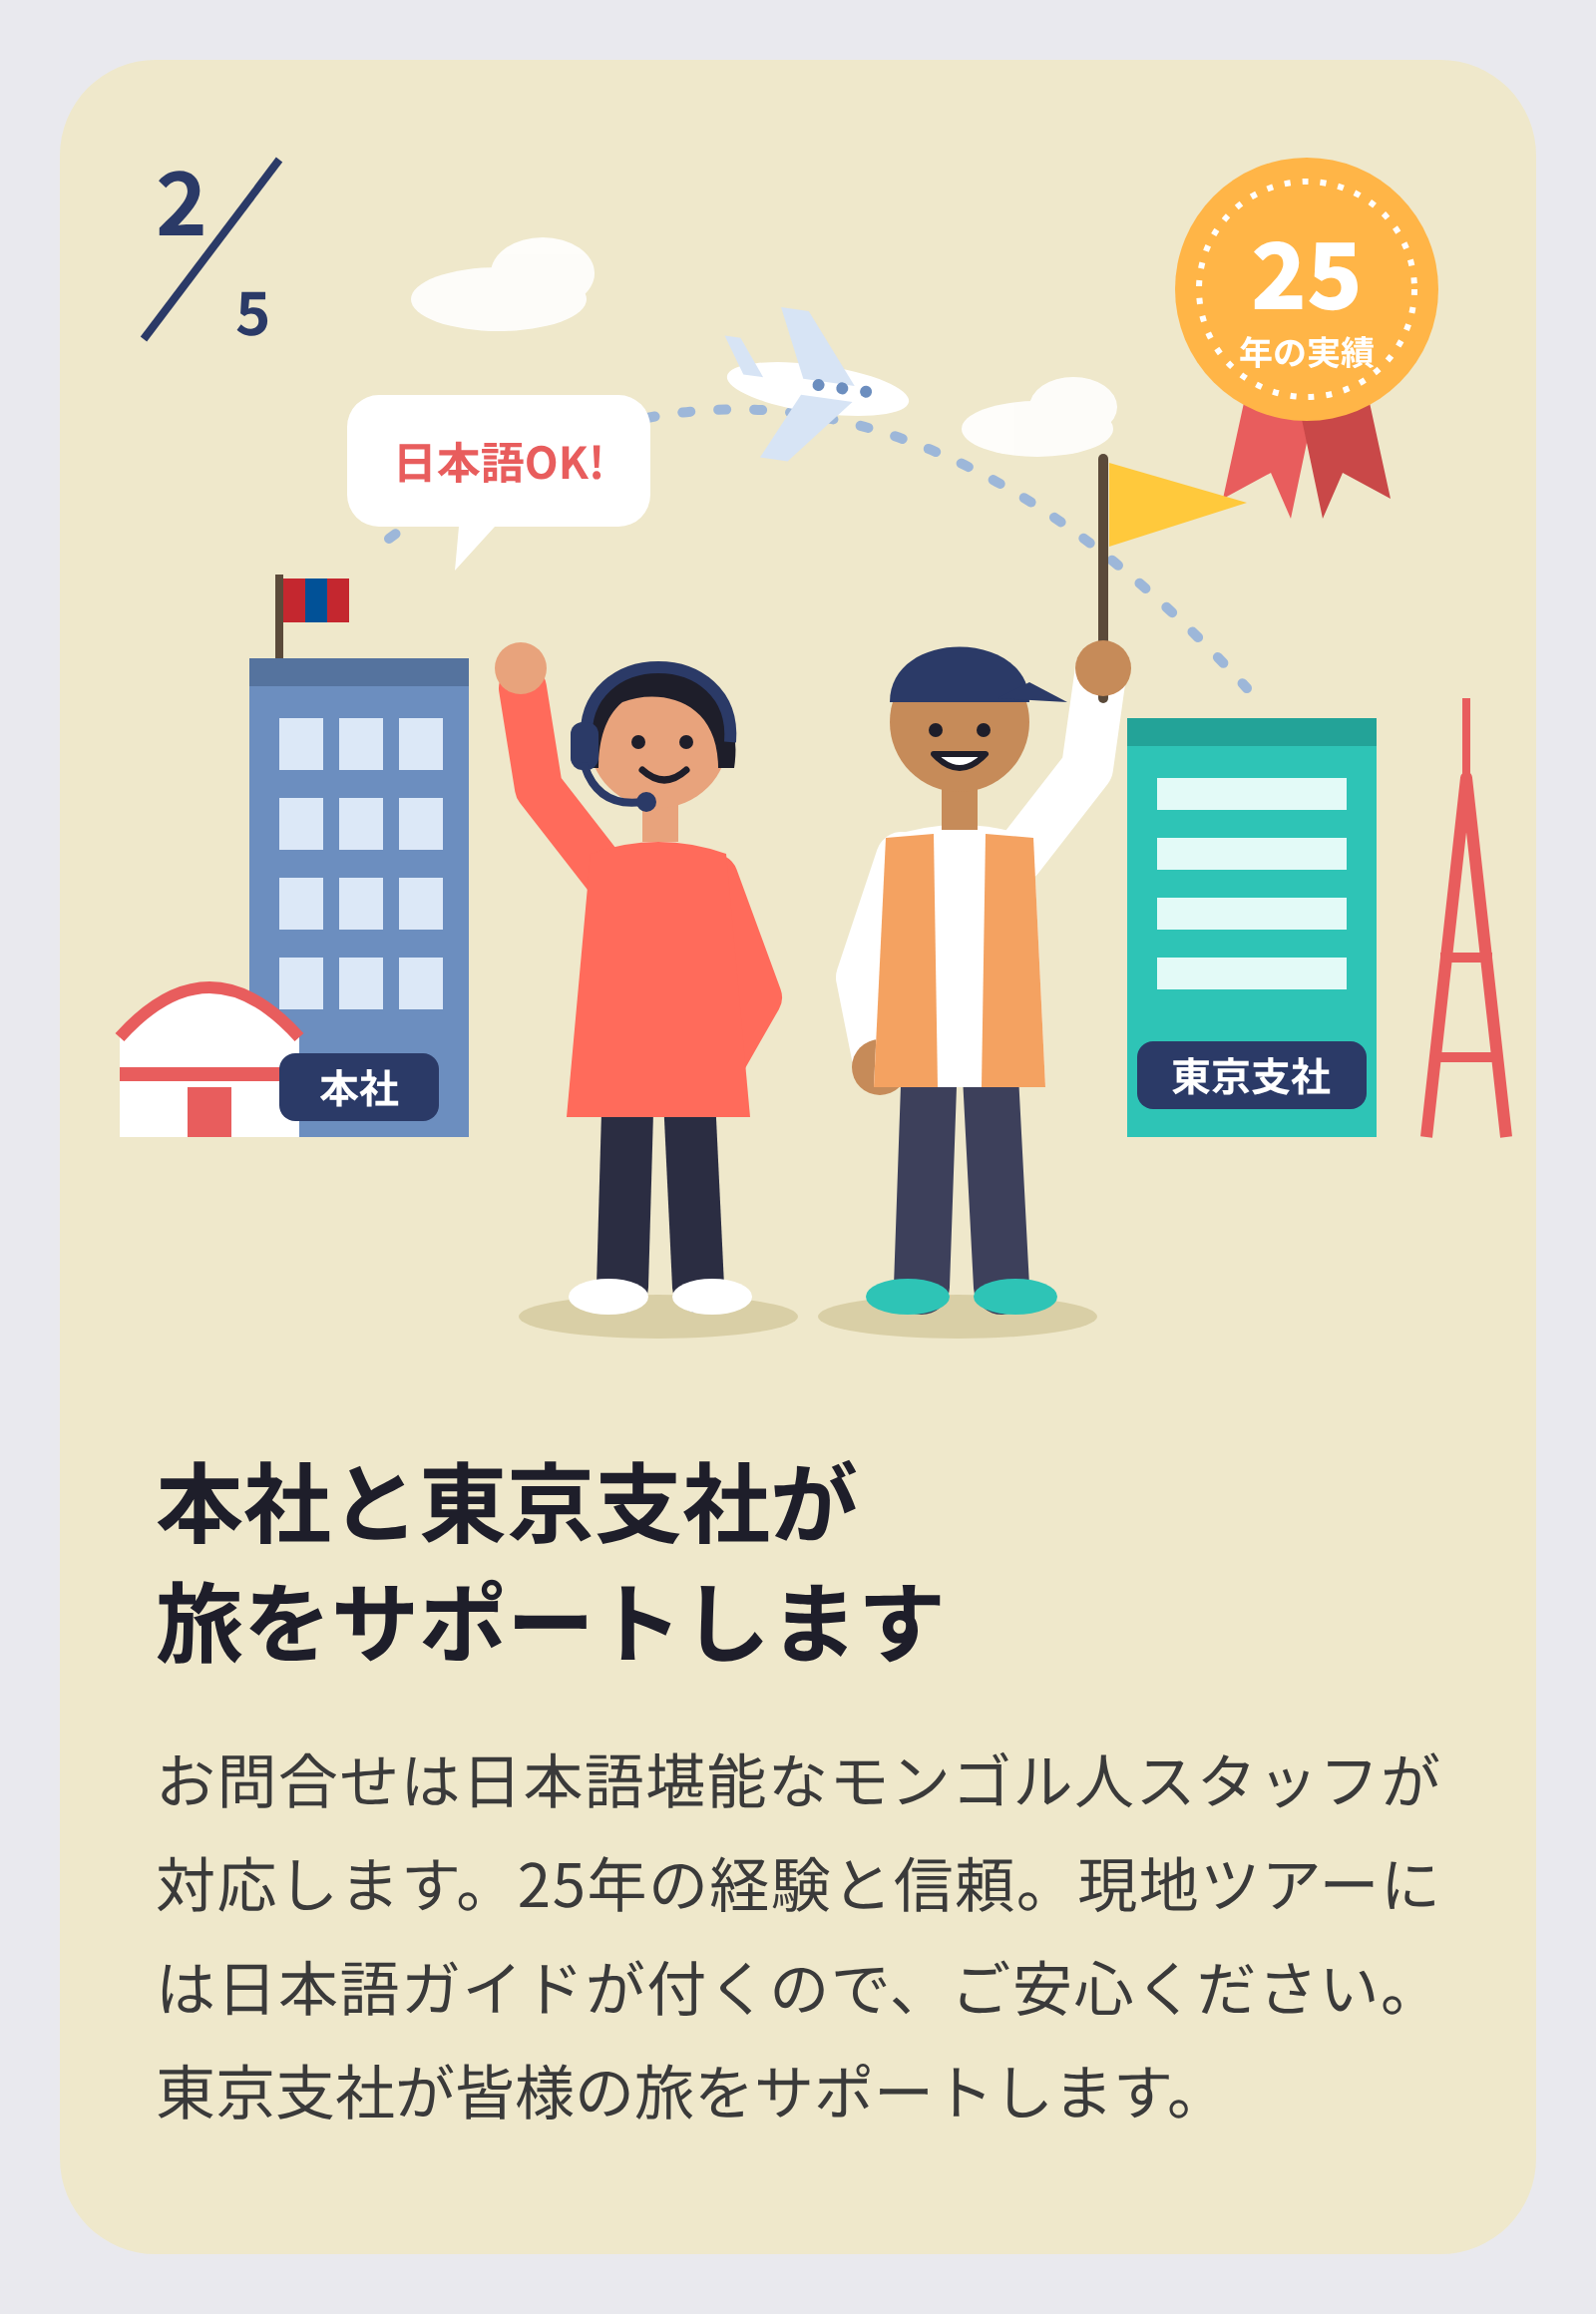 2/5
25
年の実績
日本語OK!
本社
東京支社
本社と東京支社が
旅をサポートします
お問合せは日本語堪能なモンゴル人スタッフが
対応します。25年の経験と信頼。現地ツアーに
は日本語ガイドが付くので、ご安心ください。
東京支社が皆様の旅をサポートします。